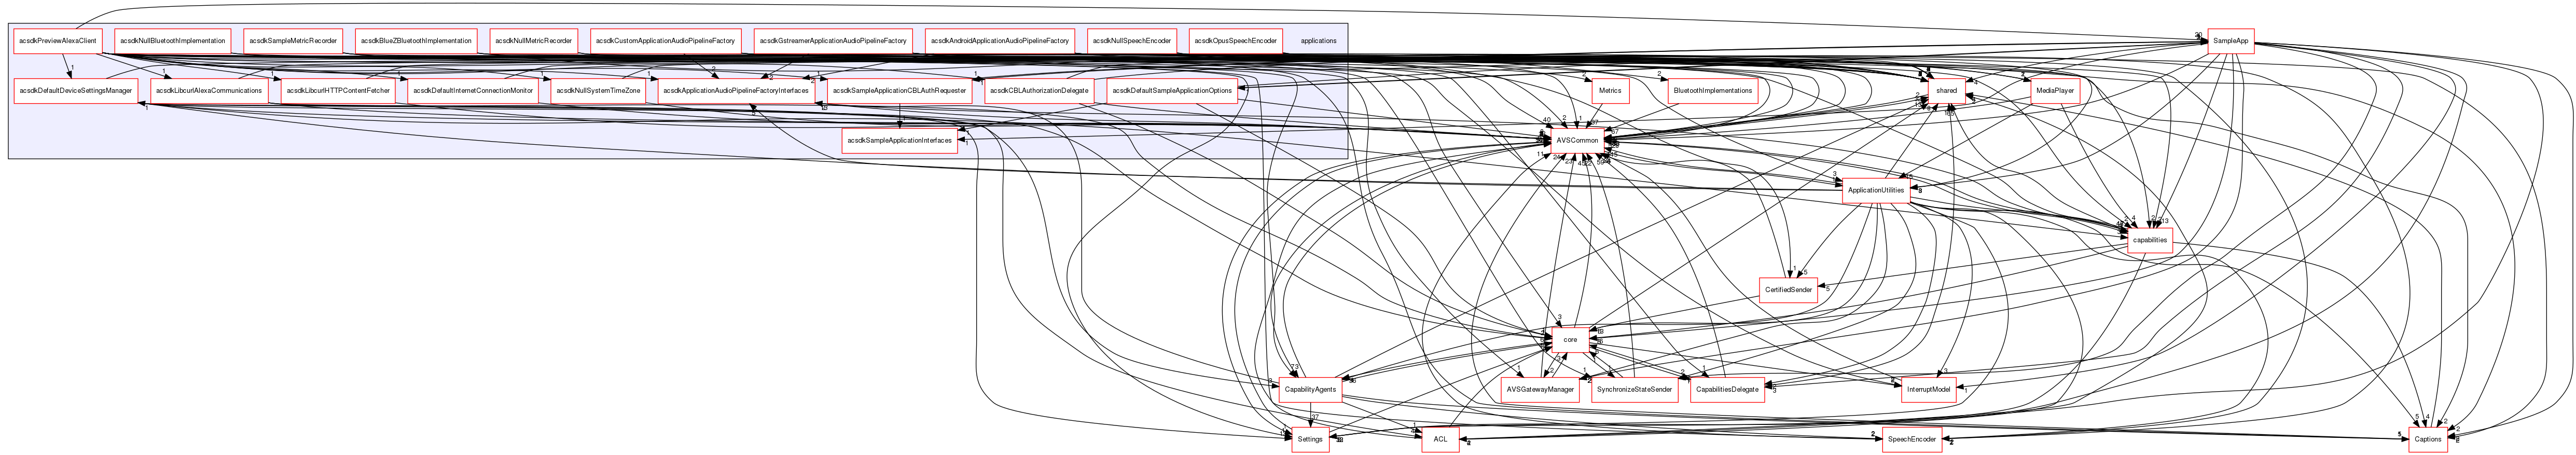 acsdkPreviewAlexaClient
acsdkNullBluetoothImplementation
acsdkSampleMetricRecorder
acsdkBlueZBluetoothImplementation
acsdkNullMetricRecorder
acsdkCustomApplicationAudioPipelineFactory
acsdkGstreamerApplicationAudioPipelineFactory
acsdkAndroidApplicationAudioPipelineFactory
acsdkNullSpeechEncoder
acsdkOpusSpeechEncoder
applications
SampleApp
acsdkDefaultDeviceSettingsManager
acsdkLibcurlAlexaCommunications
acsdkLibcurlHTTPContentFetcher
acsdkDefaultInternetConnectionMonitor
acsdkNullSystemTimeZone
acsdkApplicationAudioPipelineFactoryInterfaces
acsdkSampleApplicationCBLAuthRequester
acsdkCBLAuthorizationDelegate
acsdkDefaultSampleApplicationOptions
Metrics
BluetoothImplementations
shared
MediaPlayer
acsdkSampleApplicationInterfaces
AVSCommon
ApplicationUtilities
capabilities
CertifiedSender
core
CapabilityAgents
AVSGatewayManager
SynchronizeStateSender
CapabilitiesDelegate
InterruptModel
Settings
ACL
SpeechEncoder
Captions